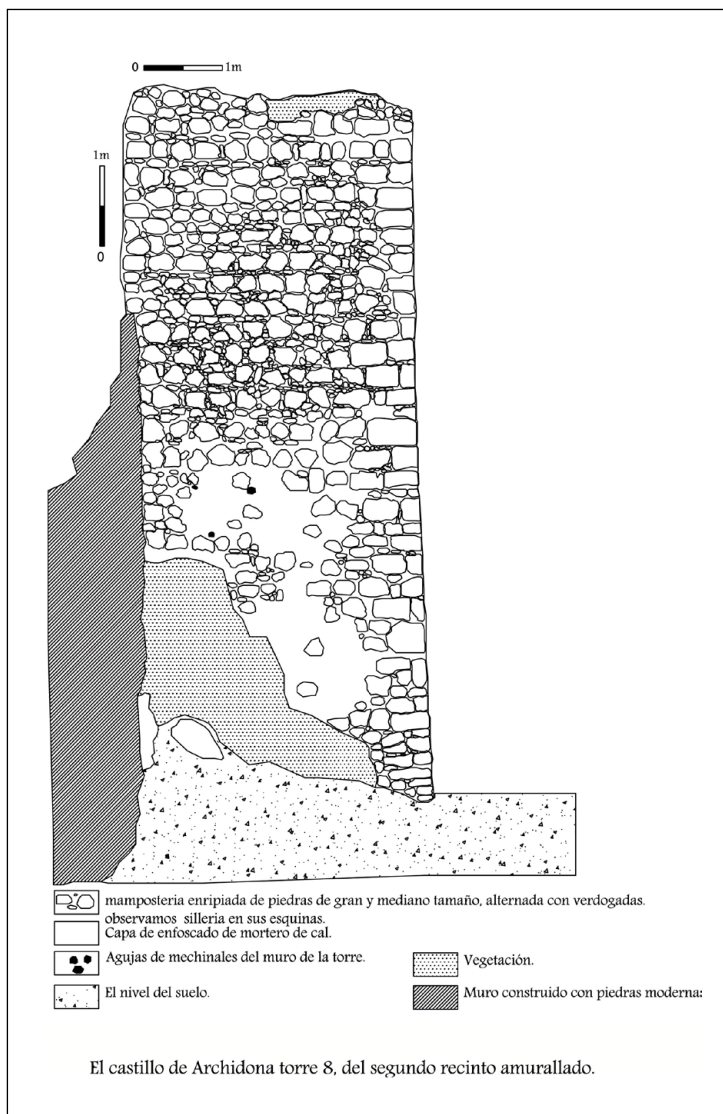 0 1m
1m
0
mamposteria enripiada de piedras de gran y mediano tamaño, alternada con verdogadas.
observamos silleria en sus esquinas.
Capa de enfoscado de mortero de cal.
Agujas de mechinales del muro de la torre.
Vegetación.
El nivel del suelo.
Muro construido con piedras moderna:
El castillo de Archidona torre 8, del segundo recinto amurallado.